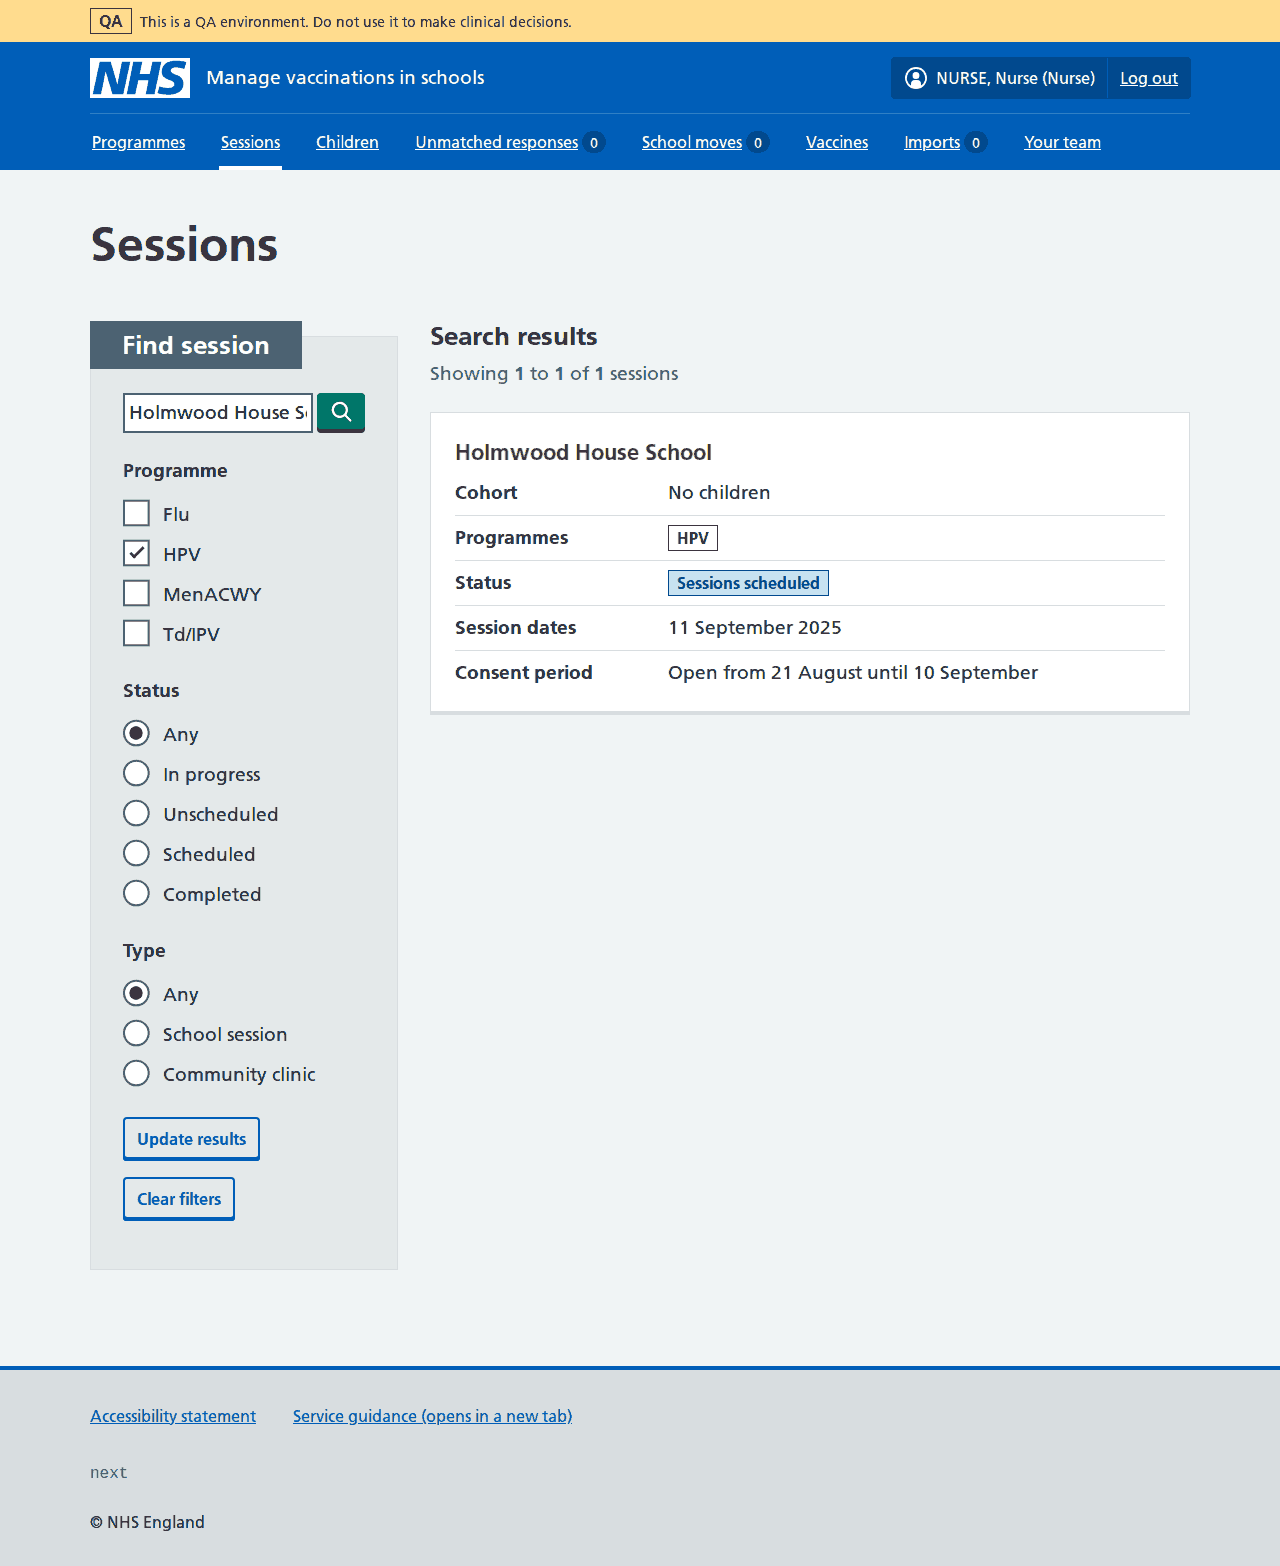 QA This is a QA environment. Do not use it to make clinical decisions.
NHS Manage vaccinations in schools NURSE, Nurse (Nurse) Log out
Programmes Sessions Children Unmatched responses 0 School moves 0 Vaccines Imports 0 Your team
Sessions
Find session
Holmwood House S
Programme
Flu
HPV
MenACWY
Td/IPV
Status
Any
In progress
Unscheduled
Scheduled
Completed
Type
Any
School session
Community clinic
Update results
Clear filters
Search results
Showing 1 to 1 of 1 sessions
Holmwood House School
Cohort No children
Programmes HPV
Status Sessions scheduled
Session dates 11 September 2025
Consent period Open from 21 August until 10 September
Accessibility statement Service guidance (opens in a new tab)
next
© NHS England